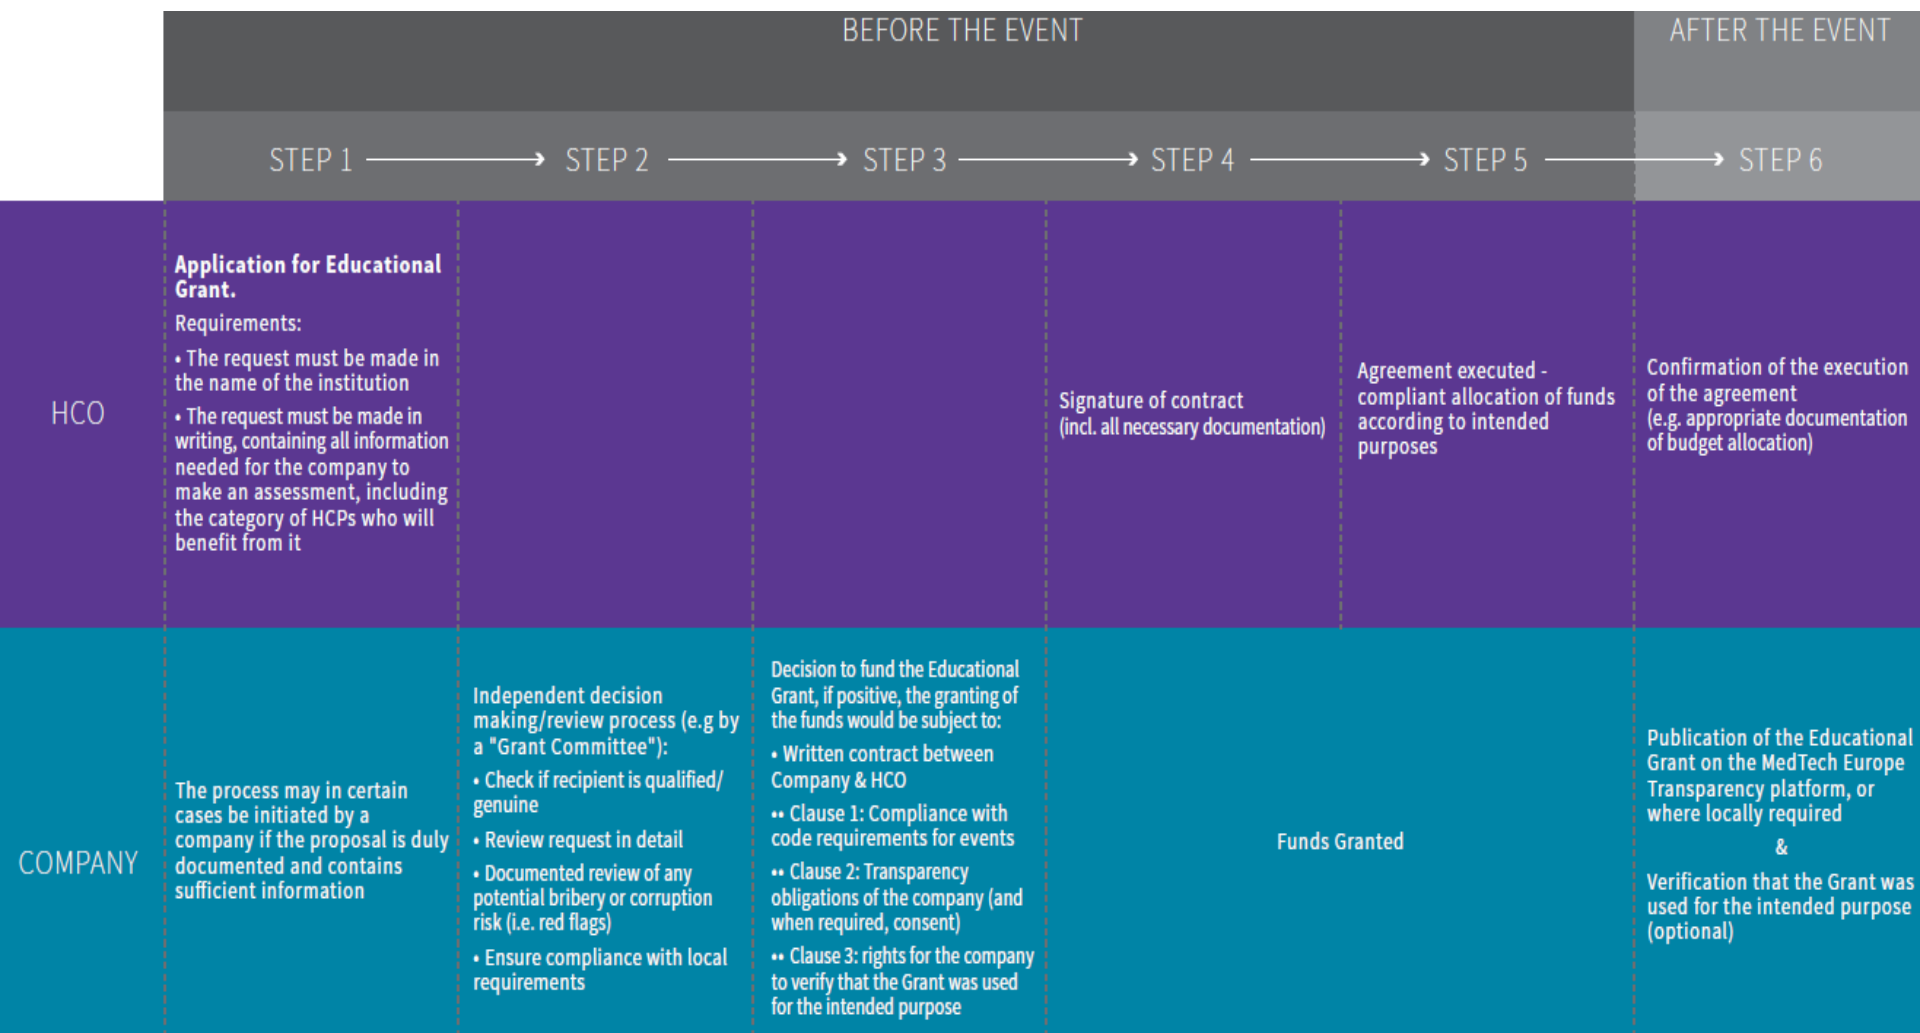 BEFORE THE EVENT
AFTER THE EVENT
STEP 1
STEP 2
STEP 3
STEP 4
STEP 5
STEP 6
HCO
Application for Educational
Grant.
Requirements:
• The request must be made in
the name of the institution
• The request must be made in
writing, containing all information
needed for the company to
make an assessment, including
the category of HCPs who will
benefit from it
Signature of contract
(incl. all necessary documentation)
Agreement executed -
compliant allocation of funds
according to intended
purposes
Confirmation of the execution
of the agreement
(e.g. appropriate documentation
of budget allocation)
COMPANY
The process may in certain
cases be initiated by a
company if the proposal is duly
documented and contains
sufficient information
Independent decision
making/review process (e.g by
a "Grant Committee"):
• Check if recipient is qualified/
genuine
• Review request in detail
• Documented review of any
potential bribery or corruption
risk (i.e. red flags)
• Ensure compliance with local
requirements
Decision to fund the Educational
Grant, if positive, the granting of
the funds would be subject to:
• Written contract between
Company & HCO
•• Clause 1: Compliance with
code requirements for events
•• Clause 2: Transparency
obligations of the company (and
when required, consent)
•• Clause 3: rights for the company
to verify that the Grant was used
for the intended purpose
Funds Granted
Publication of the Educational
Grant on the MedTech Europe
Transparency platform, or
where locally required
&
Verification that the Grant was
used for the intended purpose
(optional)